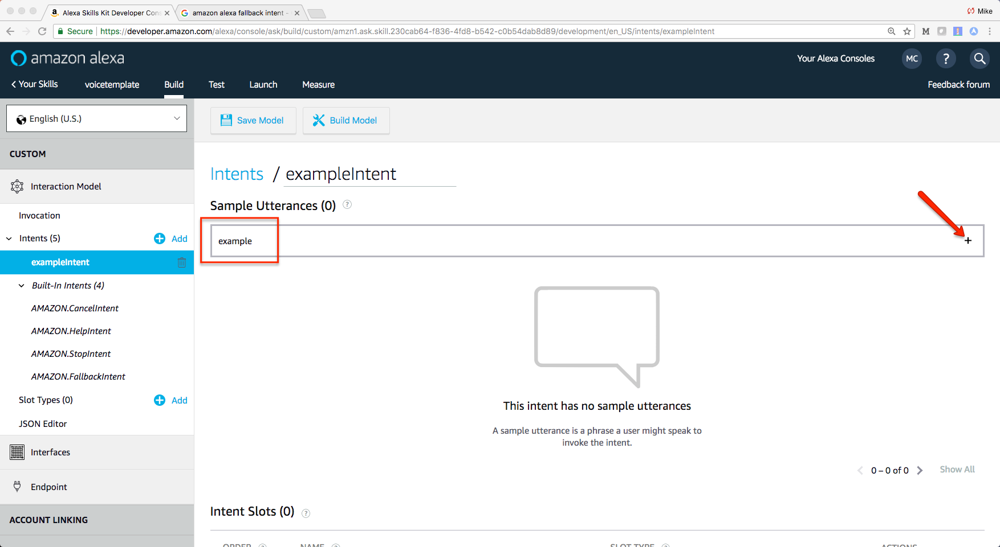 Alexa Skills Kit Developer Cons
amazon alexa fallback intent -
Mike
Secure
https://developer.amazon.com/alexa/console/ask/build/custom/amzn1.ask.skill.230cab64-f836-4fd8-b542-c0b54dab8d89/development/en_US/intents/exampleIntent
M
amazon alexa
Your Alexa Consoles
MC
?
Your Skills
voicetemplate
Build
Test
Launch
Measure
Feedback forum
English (U.S.)
Save Model
Build Model
CUSTOM
Interaction Model
Invocation
Intents (5)
Add
exampleIntent
Built-In Intents (4)
AMAZON.CancelIntent
AMAZON.HelpIntent
AMAZON.StopIntent
AMAZON.FallbackIntent
Slot Types (0)
Add
JSON Editor
Interfaces
Endpoint
ACCOUNT LINKING
Intents / exampleIntent
Sample Utterances (0) ?
example
+
This intent has no sample utterances
A sample utterance is a phrase a user might speak to
invoke the intent.
0 – 0 of 0
Show All
Intent Slots (0) ?
ORDER ?
NAME ?
SLOT TYPE ?
ACTIONS